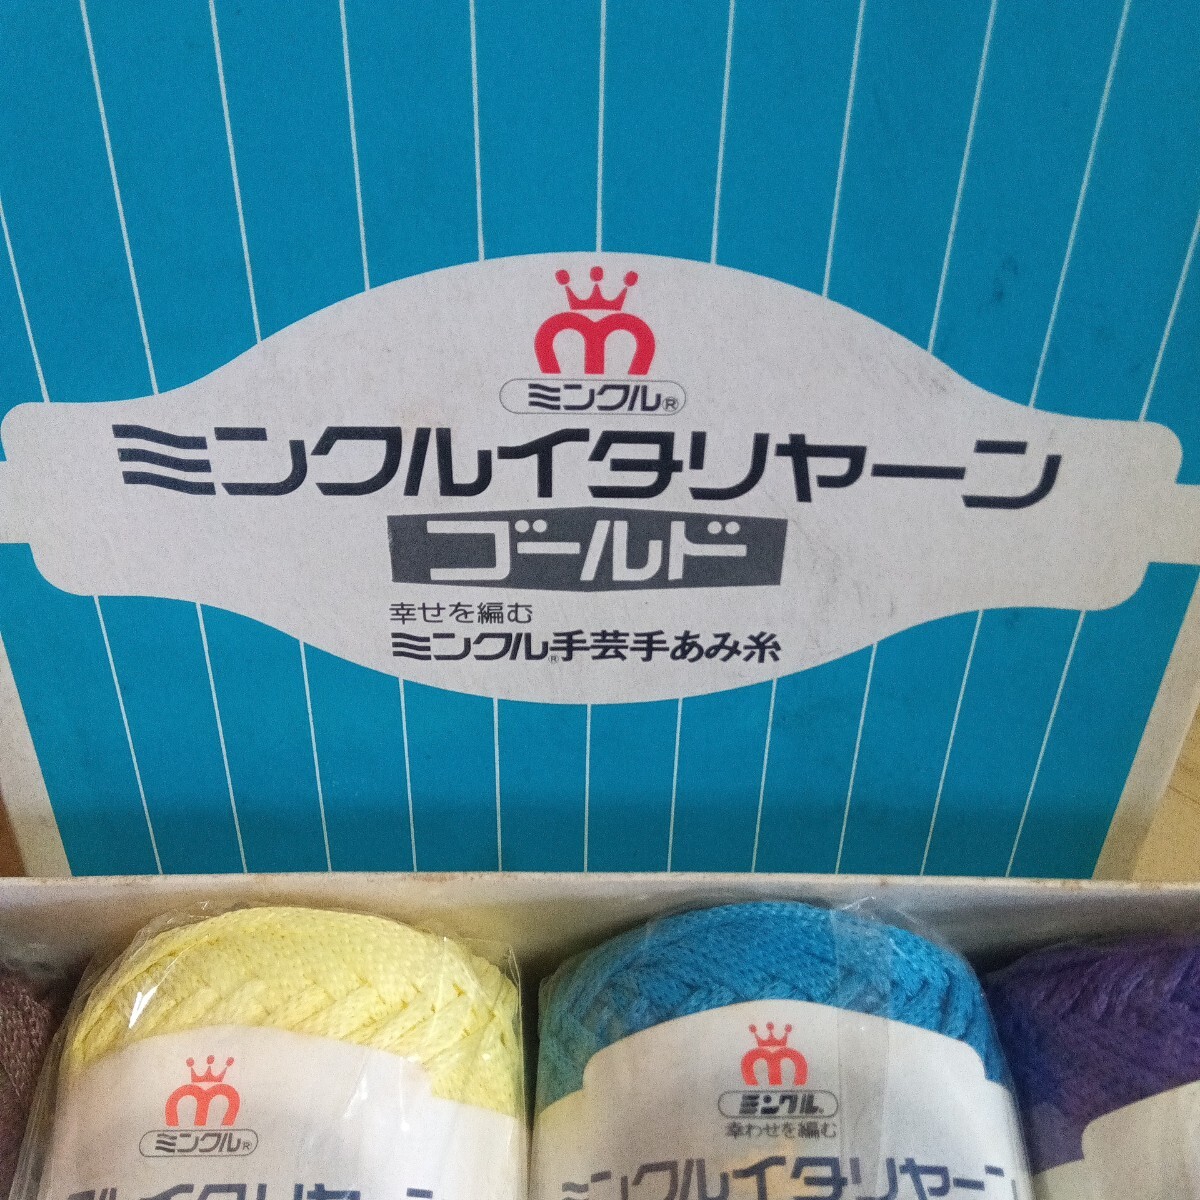 ミンクル®
ミンクルイタリヤーン
ゴールド
幸せを編む
ミンクル®手芸手あみ糸
ミンクル®
ミンクル®
幸わせを編む
ミンクルイタリヤーン